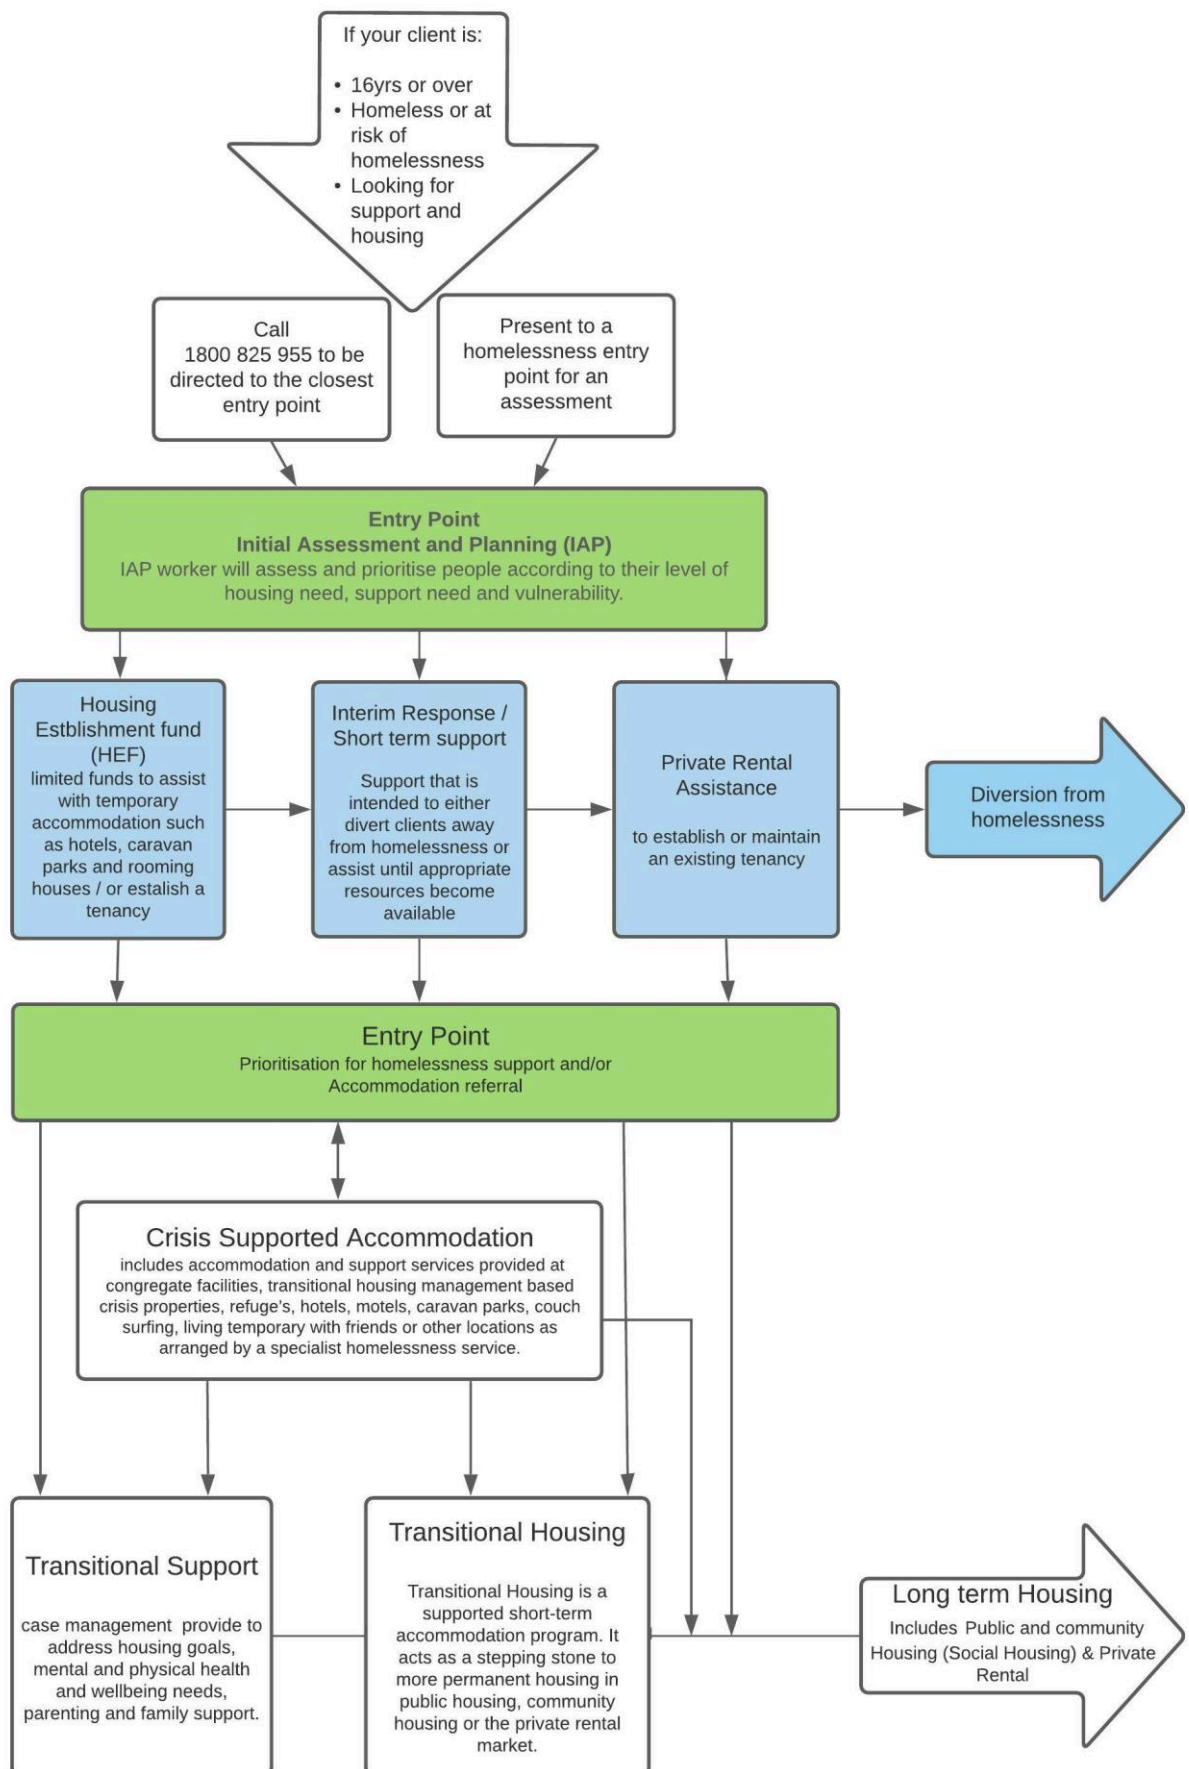 If your client is:
• 16yrs or over
• Homeless or at
risk of
homelessness
• Looking for
support and
housing
Call
1800 825 955 to be
directed to the closest
entry point
Present to a
homelessness entry
point for an
assessment
Entry Point
Initial Assessment and Planning (IAP)
IAP worker will assess and prioritise people according to their level of
housing need, support need and vulnerability.
Housing
Estblishment fund
(HEF)
limited funds to assist
with temporary
accommodation such
as hotels, caravan
parks and rooming
houses / or estalish a
tenancy
Interim Response /
Short term support
Support that is
intended to either
divert clients away
from homelessness or
assist until appropriate
resources become
available
Private Rental
Assistance
to establish or maintain
an existing tenancy
Diversion from
homelessness
Entry Point
Prioritisation for homelessness support and/or
Accommodation referral
Crisis Supported Accommodation
includes accommodation and support services provided at
congregate facilities, transitional housing management based
crisis properties, refuge's, hotels, motels, caravan parks, couch
surfing, living temporary with friends or other locations as
arranged by a specialist homelessness service.
Transitional Support
case management provide to
address housing goals,
mental and physical health
and wellbeing needs,
parenting and family support.
Transitional Housing
Transitional Housing is a
supported short-term
accommodation program. It
acts as a stepping stone to
more permanent housing in
public housing, community
housing or the private rental
market.
Long term Housing
Includes Public and community
Housing (Social Housing) & Private
Rental